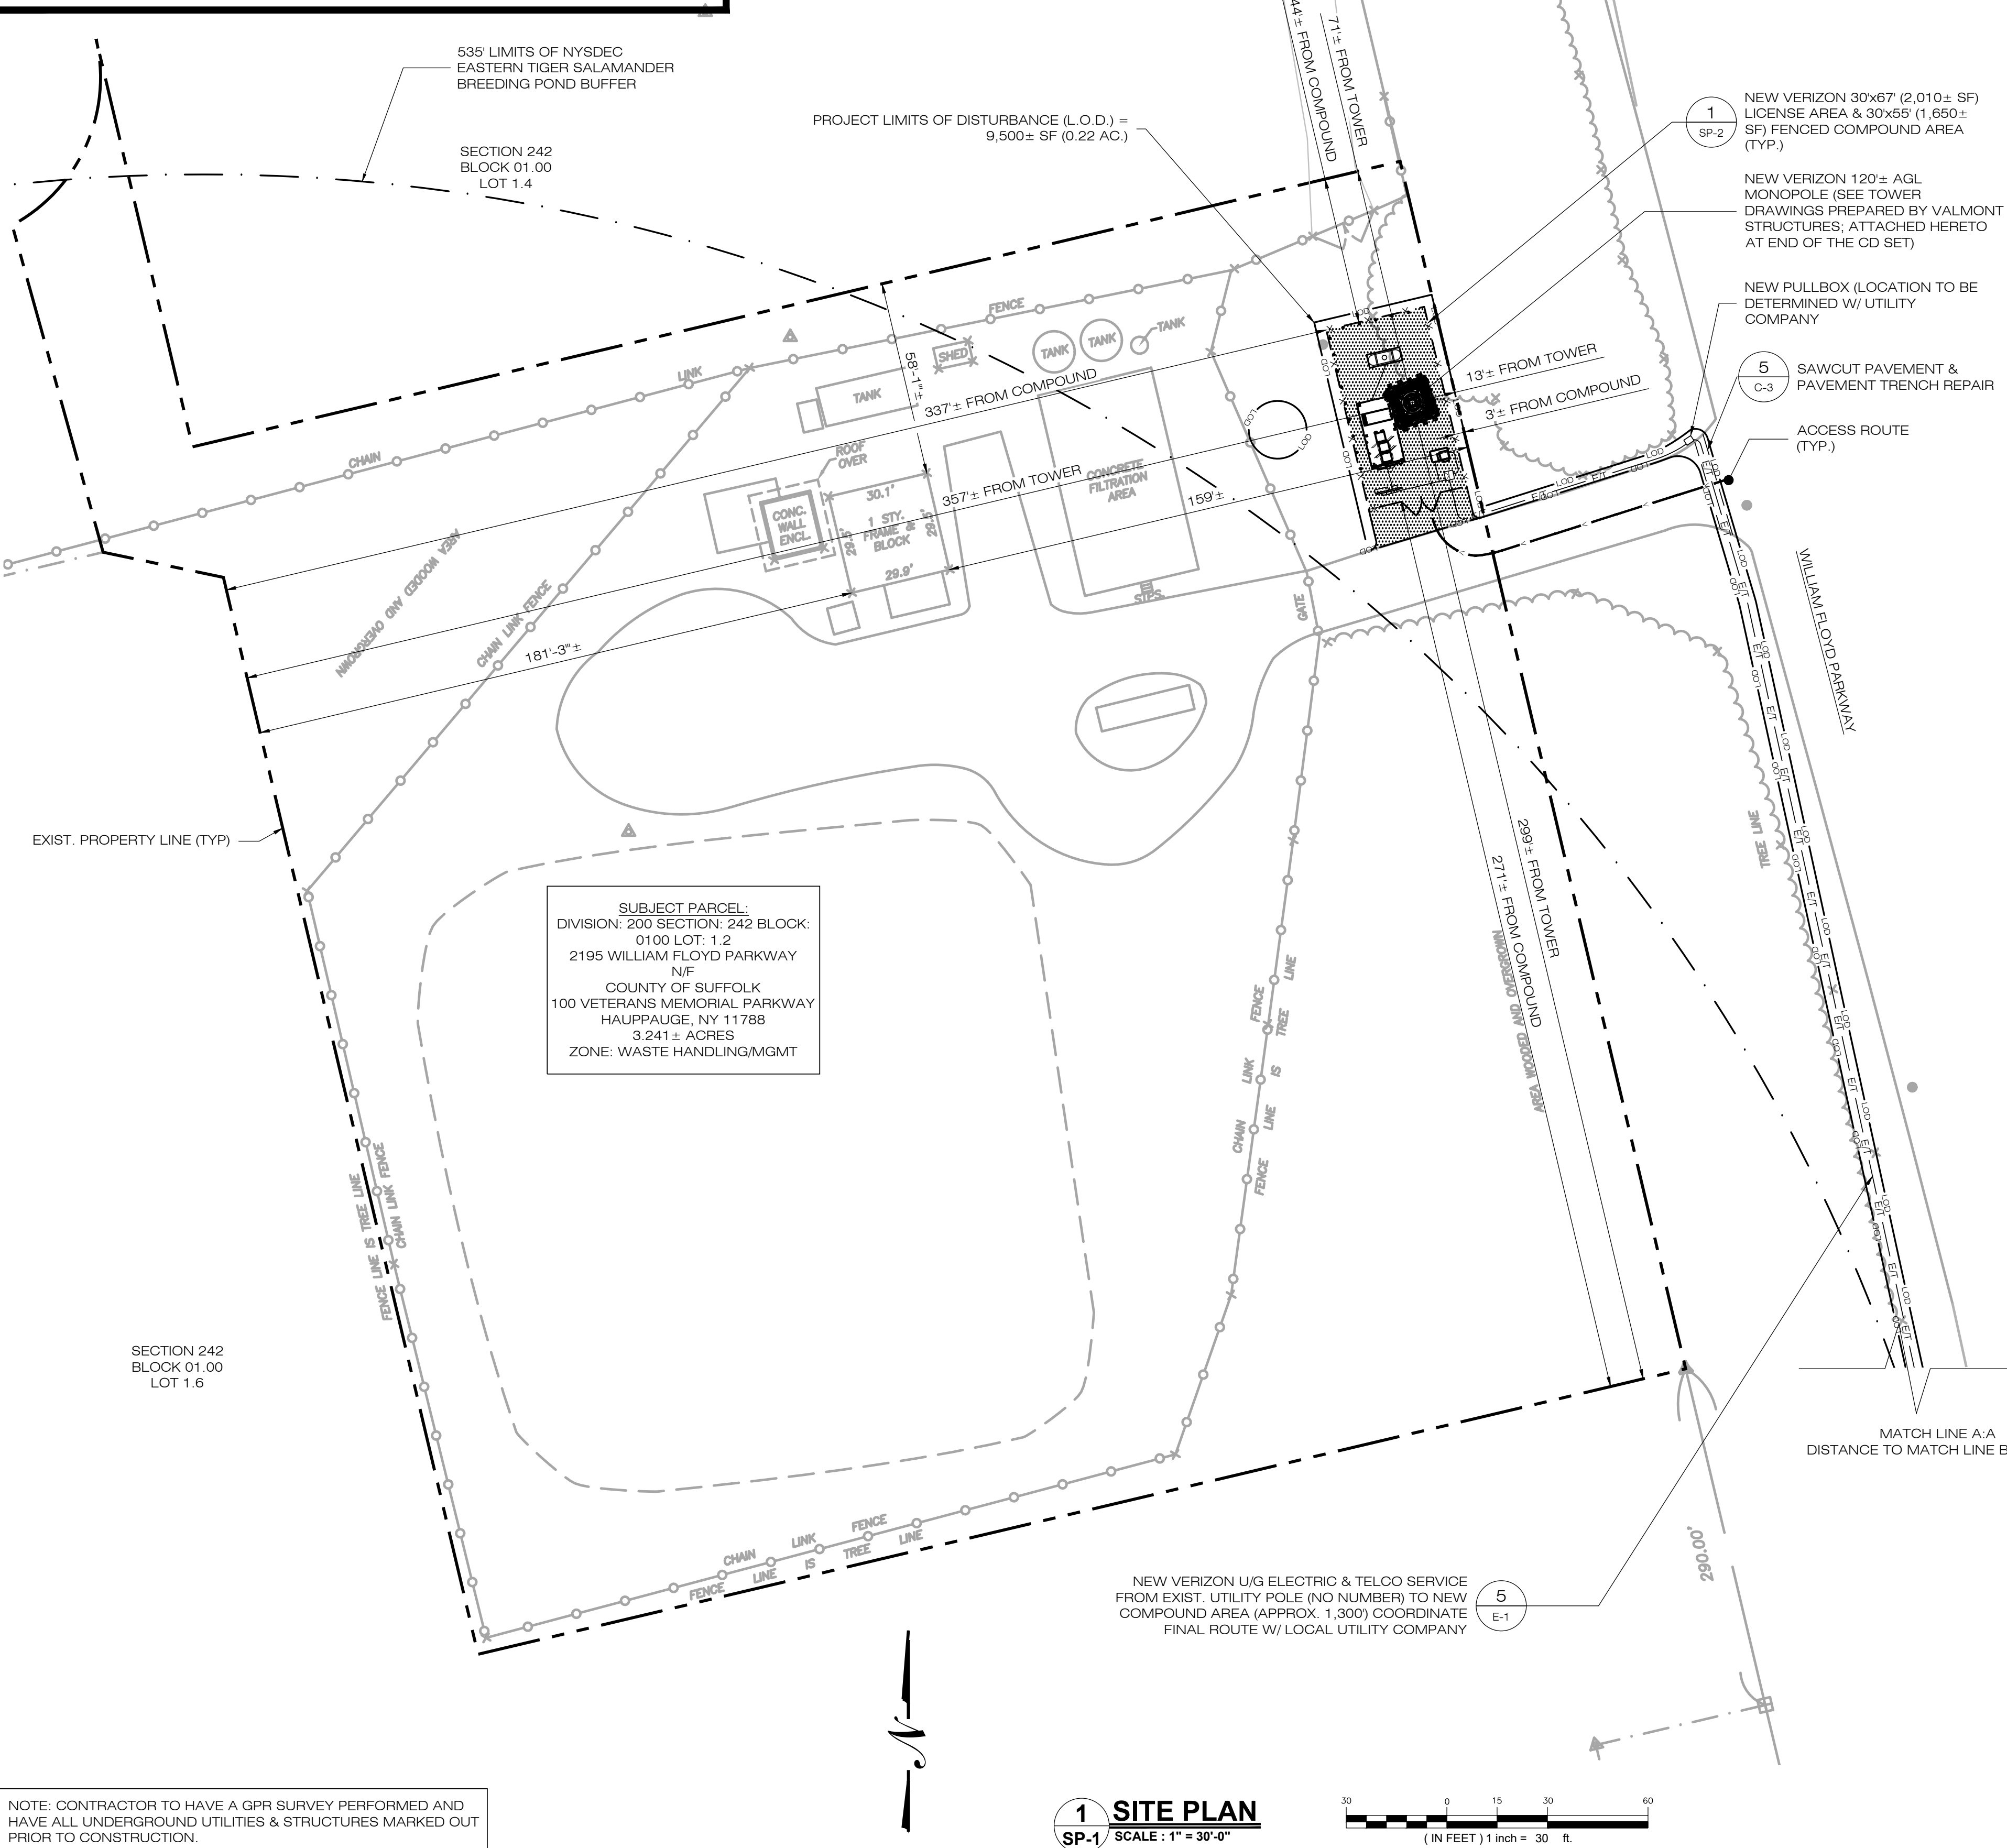 535' LIMITS OF NYSDEC
EASTERN TIGER SALAMANDER
BREEDING POND BUFFER
SECTION 242
BLOCK 01.00
LOT 1.4
PROJECT LIMITS OF DISTURBANCE (L.O.D.) =
9,500± SF (0.22 AC.)
44'± FROM COMPOUND
71'± FROM TOWER
1
SP-2
NEW VERIZON 30'x67' (2,010± SF)
LICENSE AREA & 30'x55' (1,650±
SF) FENCED COMPOUND AREA
(TYP.)
NEW VERIZON 120'± AGL
MONOPOLE (SEE TOWER
DRAWINGS PREPARED BY VALMONT
STRUCTURES; ATTACHED HERETO
AT END OF THE CD SET)
NEW PULLBOX (LOCATION TO BE
DETERMINED W/ UTILITY
COMPANY
5
C-3
SAWCUT PAVEMENT &
PAVEMENT TRENCH REPAIR
ACCESS ROUTE
(TYP.)
13'± FROM TOWER
3'± FROM COMPOUND
CHAIN
LINK
FENCE
58'-1"±
SHED
TANK
TANK
TANK
TANK
337'± FROM COMPOUND
357'± FROM TOWER
159'±
181'-3"±
ROOF
OVER
CONC.
WALL
ENCL.
30.1'
29.5'
1 STY.
FRAME &
BLOCK
29.5'
29.9'
CONCRETE
FILTRATION
AREA
STPS.
GATE
LOD
LOD
LOD
LOD
LOD
LOD
LOD
E/T
E/T
AREA WOODED AND OVERGROWN
CHAIN LINK FENCE
WILLIAM FLOYD PARKWAY
TREE LINE
EXIST. PROPERTY LINE (TYP)
SUBJECT PARCEL:
DIVISION: 200 SECTION: 242 BLOCK:
0100 LOT: 1.2
2195 WILLIAM FLOYD PARKWAY
N/F
COUNTY OF SUFFOLK
100 VETERANS MEMORIAL PARKWAY
HAUPPAUGE, NY 11788
3.241± ACRES
ZONE: WASTE HANDLING/MGMT
299'± FROM TOWER
271'± FROM COMPOUND
AREA WOODED AND OVERGROWN
CHAIN LINK FENCE
FENCE LINE IS TREE LINE
FENCE LINE IS TREE LINE
CHAIN LINK FENCE
SECTION 242
BLOCK 01.00
LOT 1.6
CHAIN LINK FENCE
FENCE LINE IS TREE LINE
MATCH LINE A:A
DISTANCE TO MATCH LINE B
290.00'
NEW VERIZON U/G ELECTRIC & TELCO SERVICE
FROM EXIST. UTILITY POLE (NO NUMBER) TO NEW
COMPOUND AREA (APPROX. 1,300') COORDINATE
FINAL ROUTE W/ LOCAL UTILITY COMPANY
5
E-1
NOTE: CONTRACTOR TO HAVE A GPR SURVEY PERFORMED AND
HAVE ALL UNDERGROUND UTILITIES & STRUCTURES MARKED OUT
PRIOR TO CONSTRUCTION.
1
SP-1
SITE PLAN
SCALE : 1" = 30'-0"
30 0 15 30 60
( IN FEET ) 1 inch = 30 ft.